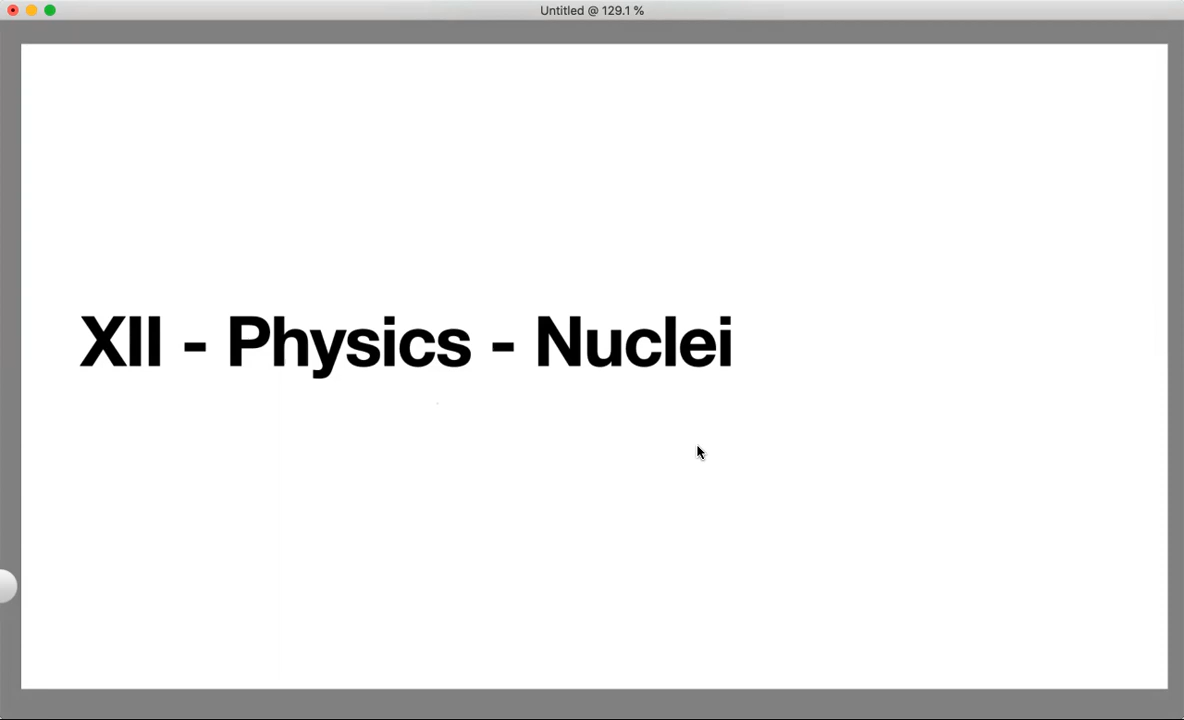 Untitled @ 129.1 %
XII - Physics - Nuclei